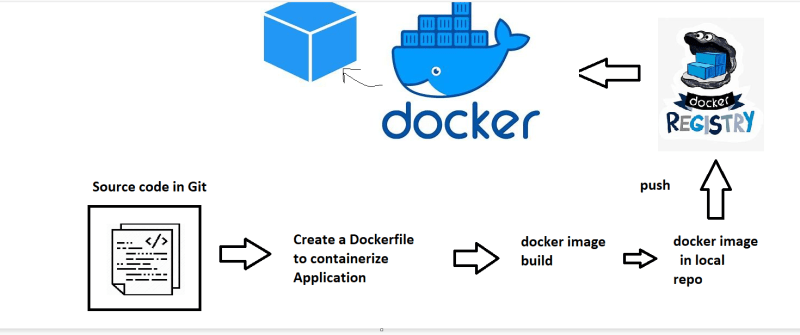 docker
docker
REGISTRY
push
Source code in Git
</>
Create a Dockerfile
to containerize
Application
docker image
build
docker image
in local
repo